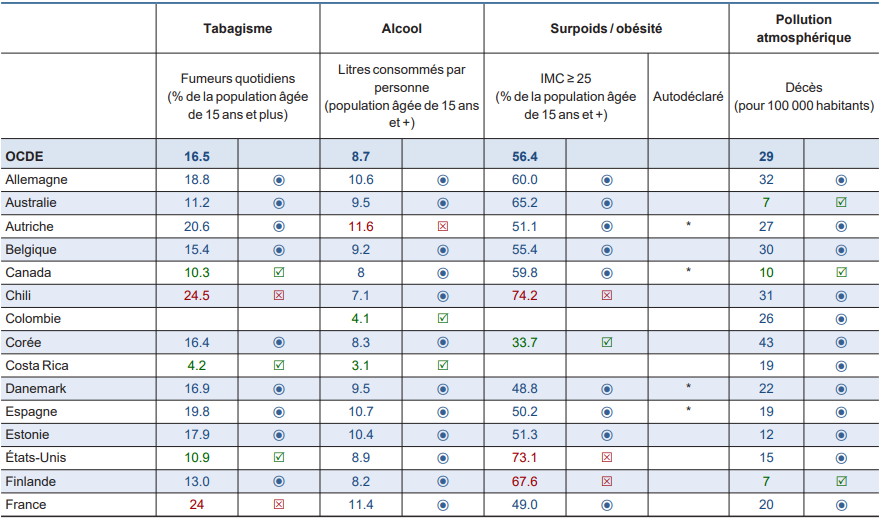 Tabagisme Alcool Surpoids / obésité Pollution
atmosphérique
Fumeurs quotidiens
(% de la population âgée
de 15 ans et plus)
Litres consommés par
personne
(population âgée de 15 ans
et +)
IMC ≥ 25
(% de la population âgée
de 15 ans et +)
Autodéclaré
Décès
(pour 100 000 habitants)
OCDE 16.5 8.7 56.4 29
Allemagne 18.8 ◉ 10.6 ◉ 60.0 ◉ 32 ◉
Australie 11.2 ◉ 9.5 ◉ 65.2 ◉ 7 ☑
Autriche 20.6 ◉ 11.6 ☒ 51.1 ◉ * 27 ◉
Belgique 15.4 ◉ 9.2 ◉ 55.4 ◉ 30 ◉
Canada 10.3 ☑ 8 ◉ 59.8 ◉ * 10 ☑
Chili 24.5 ☒ 7.1 ◉ 74.2 ☒ 31 ◉
Colombie 4.1 ☑ 26 ◉
Corée 16.4 ◉ 8.3 ◉ 33.7 ☑ 43 ◉
Costa Rica 4.2 ☑ 3.1 ☑ 19 ◉
Danemark 16.9 ◉ 9.5 ◉ 48.8 ◉ * 22 ◉
Espagne 19.8 ◉ 10.7 ◉ 50.2 ◉ * 19 ◉
Estonie 17.9 ◉ 10.4 ◉ 51.3 ◉ 12 ◉
États-Unis 10.9 ☑ 8.9 ◉ 73.1 ☒ 15 ◉
Finlande 13.0 ◉ 8.2 ◉ 67.6 ☒ 7 ☑
France 24 ☒ 11.4 ◉ 49.0 ◉ 20 ◉